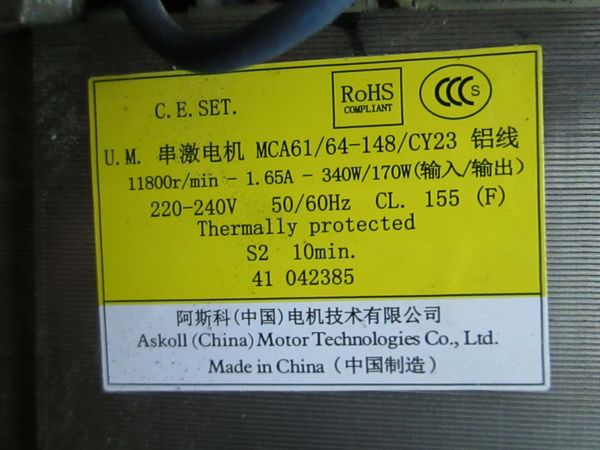 C.E.SET.
RoHS
COMPLIANT
CCC S
U.M. 串激电机 MCA61/64-148/CY23 铝线
11800r/min - 1.65A - 340W/170W(输入/输出)
220-240V 50/60Hz CL. 155 (F)
Thermally protected
S2 10min.
41 042385
阿斯科(中国)电机技术有限公司
Askoll (China) Motor Technologies Co., Ltd.
Made in China (中国制造)